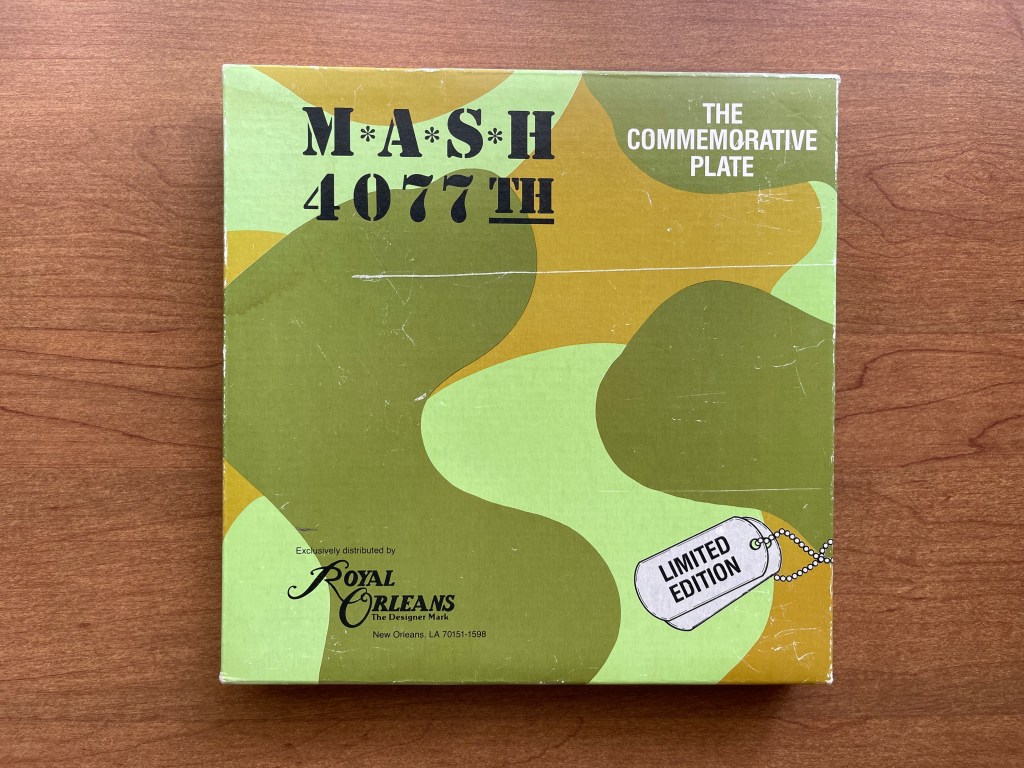 M*A*S*H
4077TH
THE
COMMEMORATIVE
PLATE
Exclusively distributed by
ROYAL
ORLEANS
The Designer Mark
New Orleans, LA 70151-1598
LIMITED
EDITION